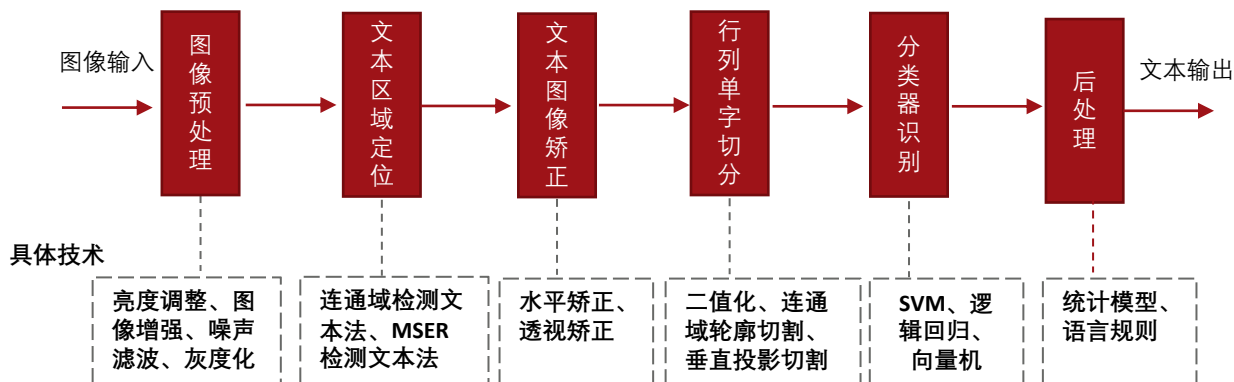 图像输入
图像预处理
文本区域定位
文本图像矫正
行列单字切分
分类器识别
后处理
文本输出
具体技术
亮度调整、图
像增强、噪声
滤波、灰度化
连通域检测文
本法、MSER
检测文本法
水平矫正、
透视矫正
二值化、连通
域轮廓切割、
垂直投影切割
SVM、逻
辑回归、
向量机
统计模型、
语言规则